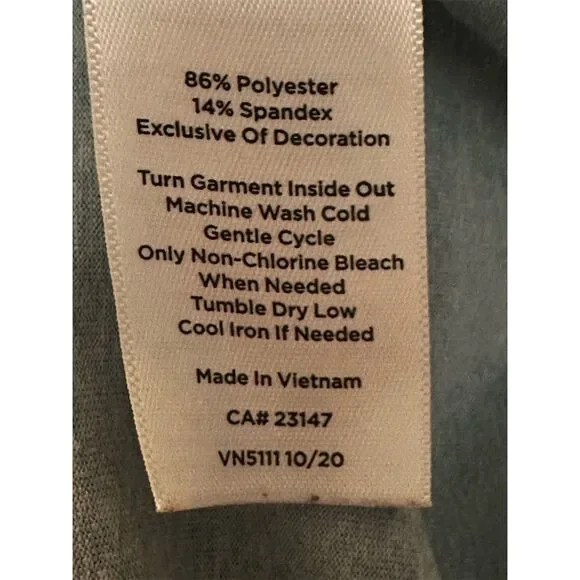 86% Polyester
14% Spandex
Exclusive Of Decoration
Turn Garment Inside Out
Machine Wash Cold
Gentle Cycle
Only Non-Chlorine Bleach
When Needed
Tumble Dry Low
Cool Iron If Needed
Made In Vietnam
CA# 23147
VN5111 10/20